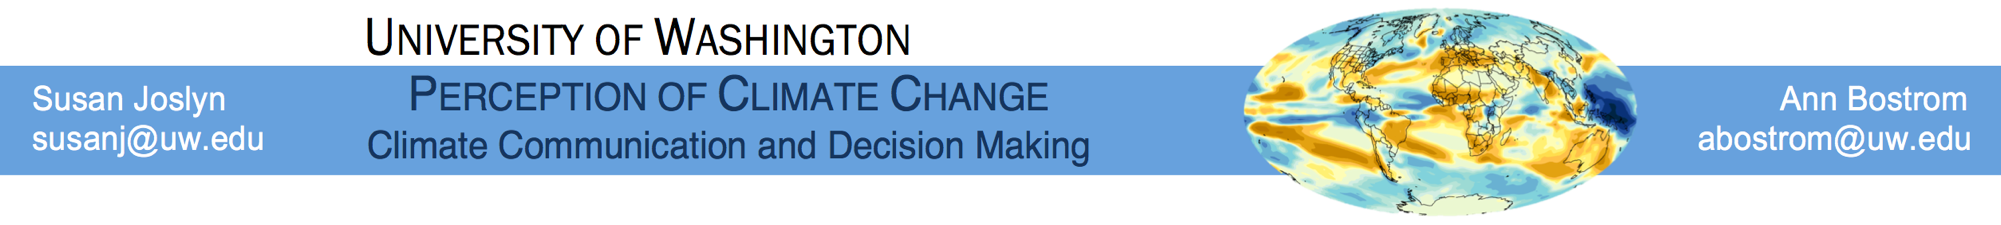 UNIVERSITY OF WASHINGTON
PERCEPTION OF CLIMATE CHANGE
Climate Communication and Decision Making
Susan Joslyn
susanj@uw.edu
Ann Bostrom
abostrom@uw.edu